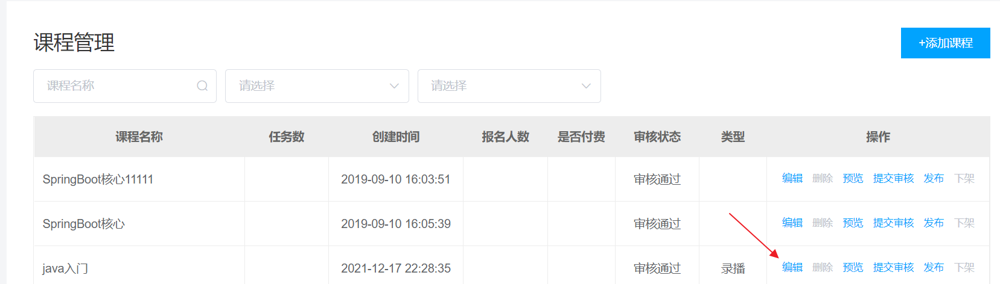 课程管理
+添加课程
课程名称 请选择 请选择
课程名称 任务数 创建时间 报名人数 是否付费 审核状态 类型 操作
SpringBoot核心11111 2019-09-10 16:03:51 审核通过 编辑 删除 预览 提交审核 发布 下架
SpringBoot核心 2019-09-10 16:05:39 审核通过 编辑 删除 预览 提交审核 发布 下架
java入门 2021-12-17 22:28:35 审核通过 录播 编辑 删除 预览 提交审核 发布 下架